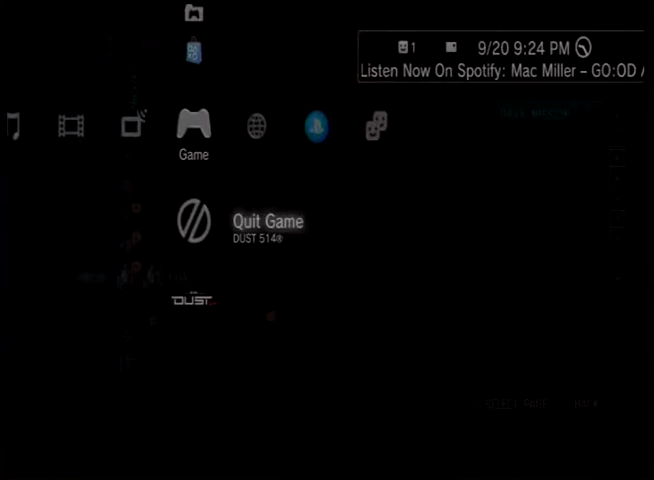 1 9/20 9:24 PM
Listen Now On Spotify: Mac Miller – GO:OD A
Game
Quit Game
DUST 514®
DUST